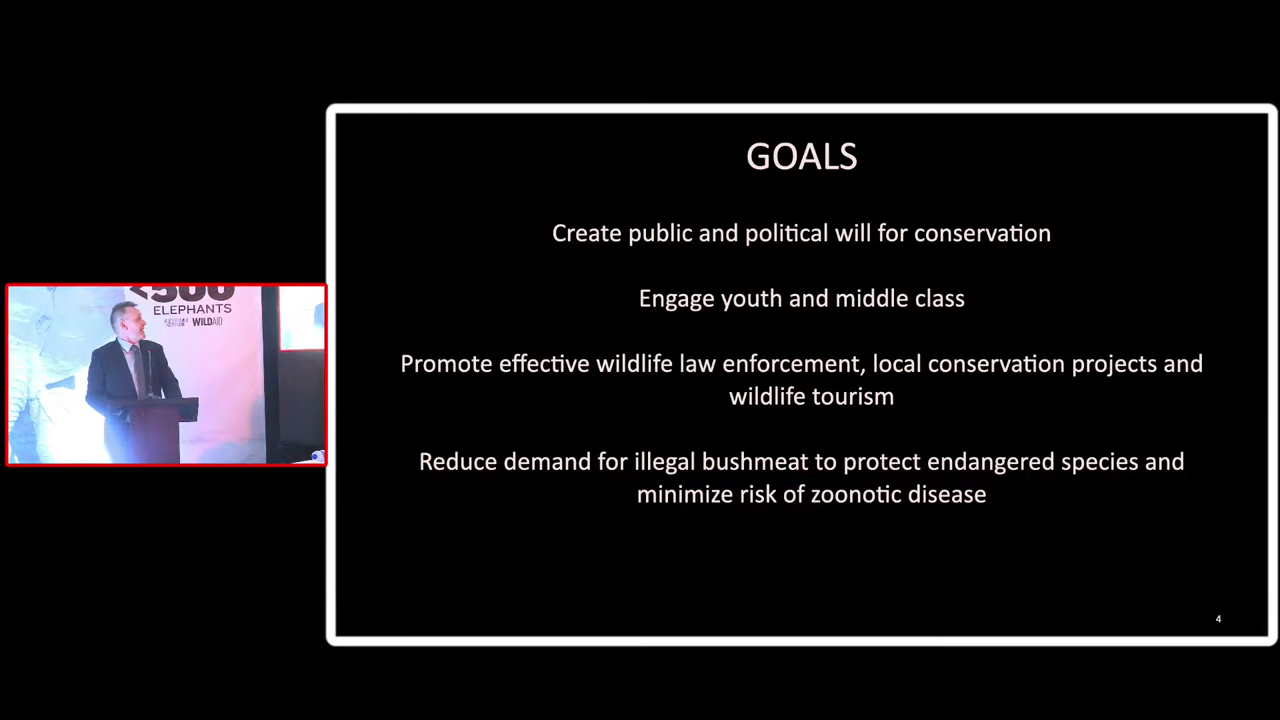 GOALS
Create public and political will for conservation
Engage youth and middle class
Promote effective wildlife law enforcement, local conservation projects and
wildlife tourism
Reduce demand for illegal bushmeat to protect endangered species and
minimize risk of zoonotic disease
4
ELEPHANTS
WILDAID